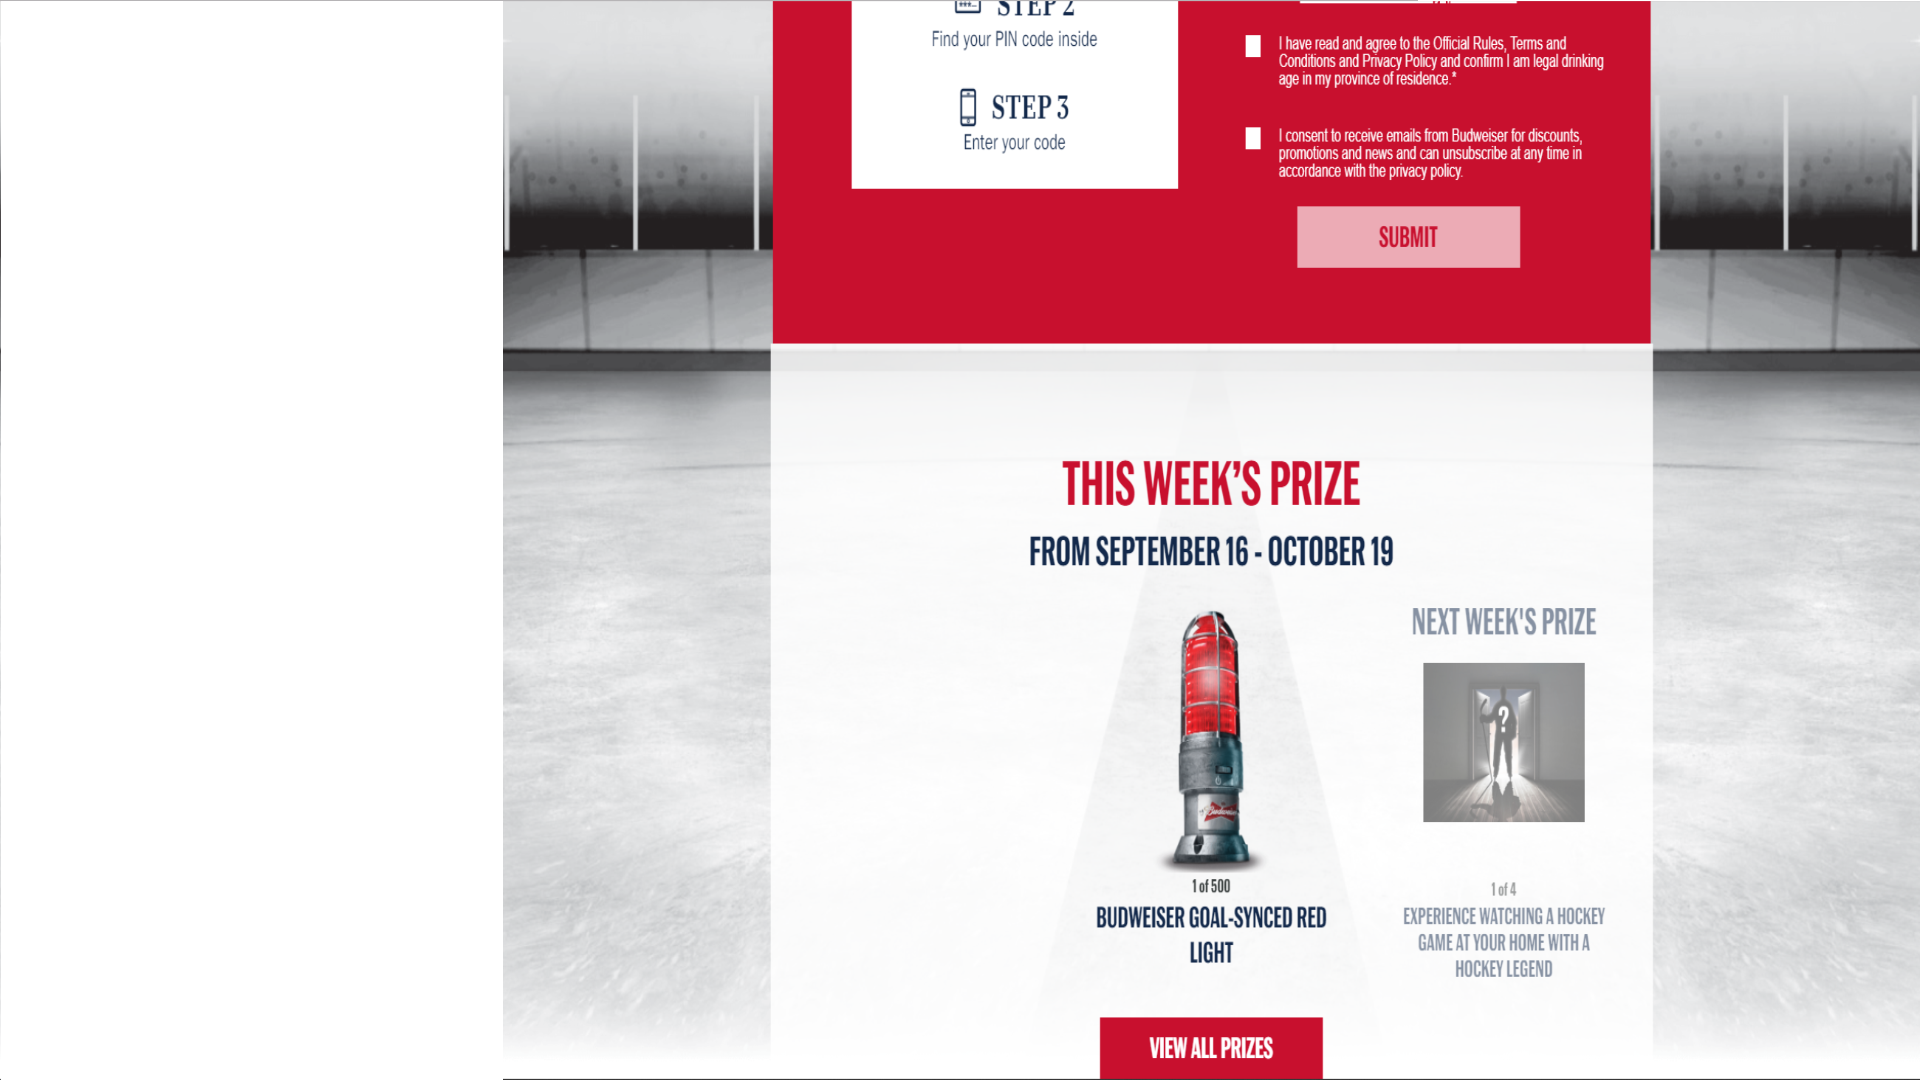 STEP 2
Find your PIN code inside
STEP 3
Enter your code
I have read and agree to the Official Rules, Terms and
Conditions and Privacy Policy and confirm I am legal drinking
age in my province of residence.*
I consent to receive emails from Budweiser for discounts,
promotions and news and can unsubscribe at any time in
accordance with the privacy policy.
SUBMIT
THIS WEEK’S PRIZE
FROM SEPTEMBER 16 - OCTOBER 19
Budweiser
1 of 500
BUDWEISER GOAL-SYNCED RED
LIGHT
NEXT WEEK'S PRIZE
?
1 of 4
EXPERIENCE WATCHING A HOCKEY
GAME AT YOUR HOME WITH A
HOCKEY LEGEND
VIEW ALL PRIZES